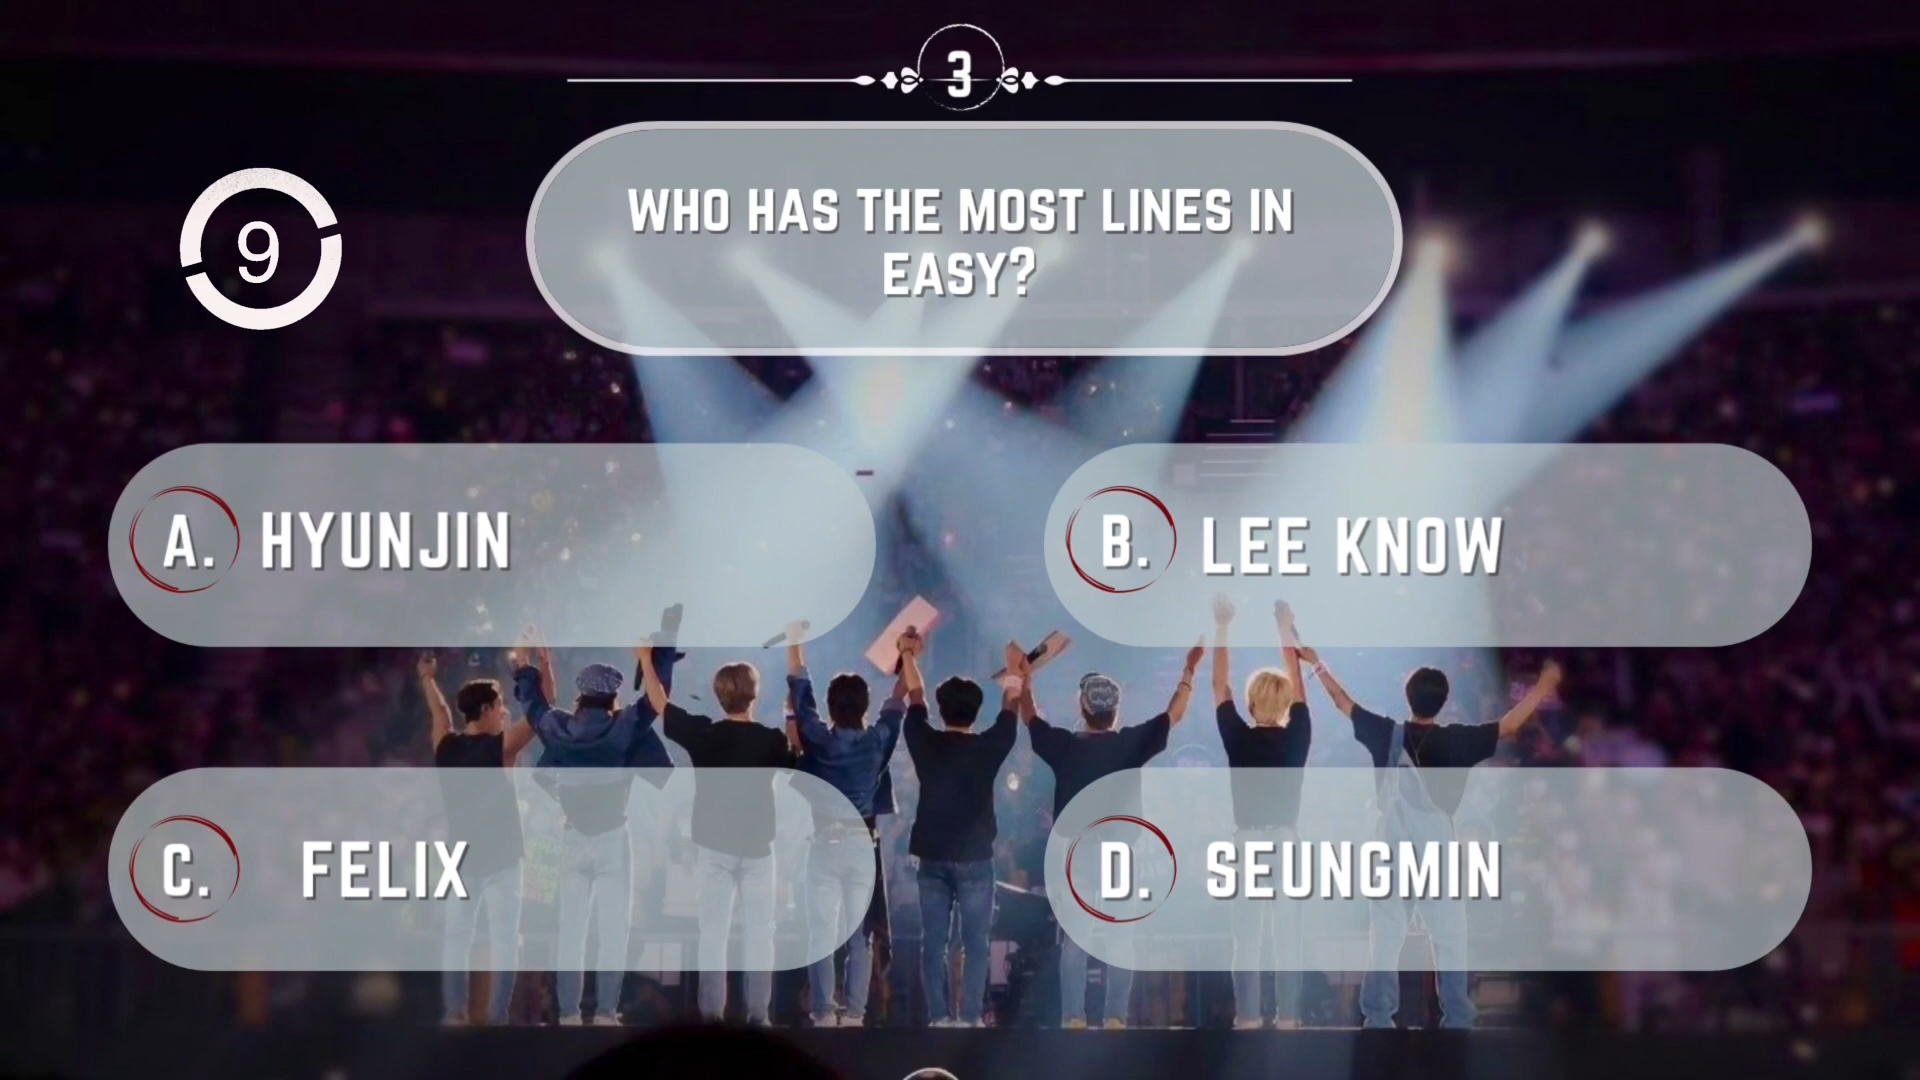 3
9
WHO HAS THE MOST LINES IN
EASY?
A. HYUNJIN
B. LEE KNOW
C. FELIX
D. SEUNGMIN